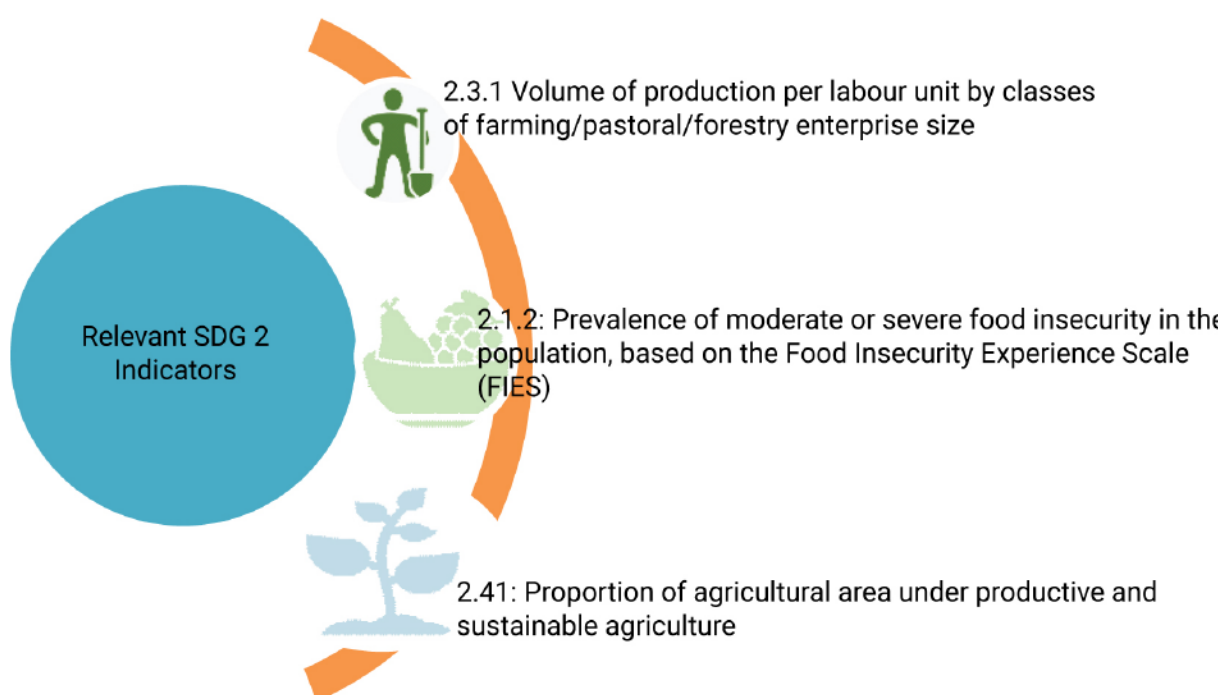 2.3.1 Volume of production per labour unit by classes
of farming/pastoral/forestry enterprise size
Relevant SDG 2
Indicators
2.1.2: Prevalence of moderate or severe food insecurity in the
population, based on the Food Insecurity Experience Scale
(FIES)
2.41: Proportion of agricultural area under productive and
sustainable agriculture